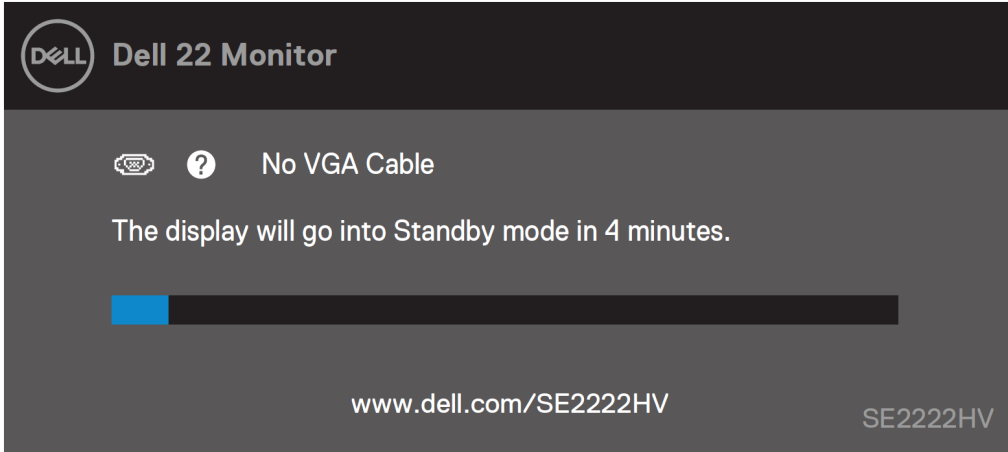 DELL Dell 22 Monitor
? No VGA Cable
The display will go into Standby mode in 4 minutes.
www.dell.com/SE2222HV
SE2222HV